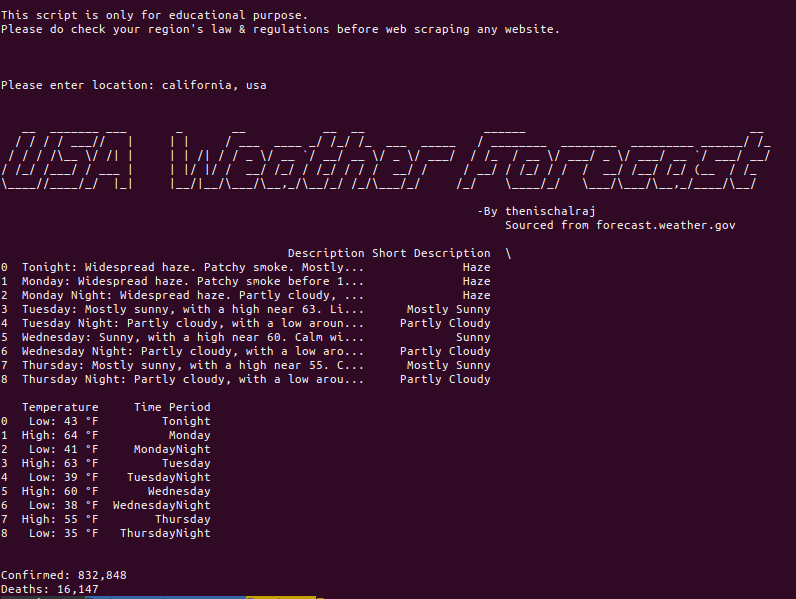 This script is only for educational purpose.
Please do check your region's law & regulations before web scraping any website.
Please enter location: california, usa
USA Weather Forecast
-By thenischalraj
Sourced from forecast.weather.gov
Description Short Description \
0 Tonight: Widespread haze. Patchy smoke. Mostly... Haze
1 Monday: Widespread haze. Patchy smoke before 1... Haze
2 Monday Night: Widespread haze. Partly cloudy, ... Haze
3 Tuesday: Mostly sunny, with a high near 63. Li... Mostly Sunny
4 Tuesday Night: Partly cloudy, with a low aroun... Partly Cloudy
5 Wednesday: Sunny, with a high near 60. Calm wi... Sunny
6 Wednesday Night: Partly cloudy, with a low aro... Partly Cloudy
7 Thursday: Mostly sunny, with a high near 55. C... Mostly Sunny
8 Thursday Night: Partly cloudy, with a low arou... Partly Cloudy
Temperature Time Period
0 Low: 43 °F Tonight
1 High: 64 °F Monday
2 Low: 41 °F MondayNight
3 High: 63 °F Tuesday
4 Low: 39 °F TuesdayNight
5 High: 60 °F Wednesday
6 Low: 38 °F WednesdayNight
7 High: 55 °F Thursday
8 Low: 35 °F ThursdayNight
Confirmed: 832,848
Deaths: 16,147